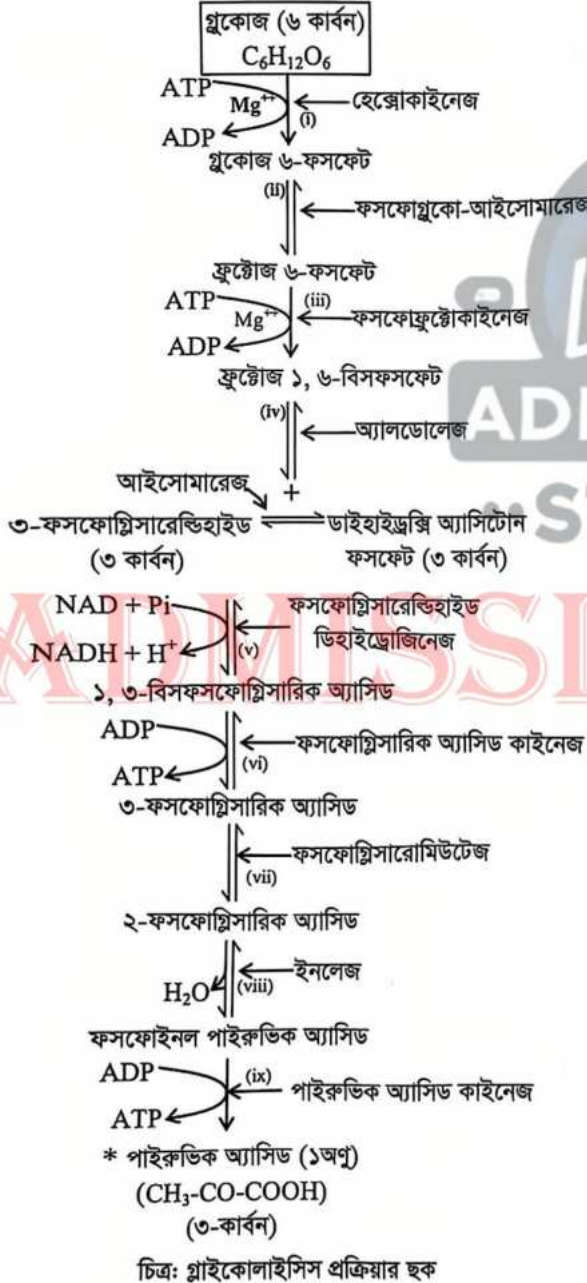 গ্লুকোজ (৬ কার্বন)
C₆H₁₂O₆
ATP
Mg⁺⁺
হেক্সোকাইনেজ
(i)
ADP
গ্লুকোজ ৬-ফসফেট
(ii)
ফসফোগ্লুকো-আইসোমারেজ
ফ্রুক্টোজ ৬-ফসফেট
ATP
(iii)
Mg⁺⁺
ফসফোফ্রুক্টোকাইনেজ
ADP
ফ্রুক্টোজ ১, ৬-বিসফসফেট
(iv)
অ্যালডোলেজ
আইসোমারেজ
+
৩-ফসফোগ্লিসারেল্ডিহাইড
ডাইহাইড্রক্সি অ্যাসিটোন
(৩ কার্বন)
ফসফেট (৩ কার্বন)
NAD + Pi
ফসফোগ্লিসারেল্ডিহাইড
ডিহাইড্রোজিনেজ
NADH + H⁺
(v)
১, ৩-বিসফসফোগ্লিসারিক অ্যাসিড
ADP
ফসফোগ্লিসারিক অ্যাসিড কাইনেজ
ATP
(vi)
৩-ফসফোগ্লিসারিক অ্যাসিড
ফসফোগ্লিসারোমিউটেজ
(vii)
২-ফসফোগ্লিসারিক অ্যাসিড
ইনলেজ
H₂O
(viii)
ফসফোইনল পাইরুভিক অ্যাসিড
ADP
(ix)
পাইরুভিক অ্যাসিড কাইনেজ
ATP
* পাইরুভিক অ্যাসিড (১অণু)
(CH₃-CO-COOH)
(৩-কার্বন)
চিত্র: গ্লাইকোলাইসিস প্রক্রিয়ার ছক
AD
S
ADMISSI